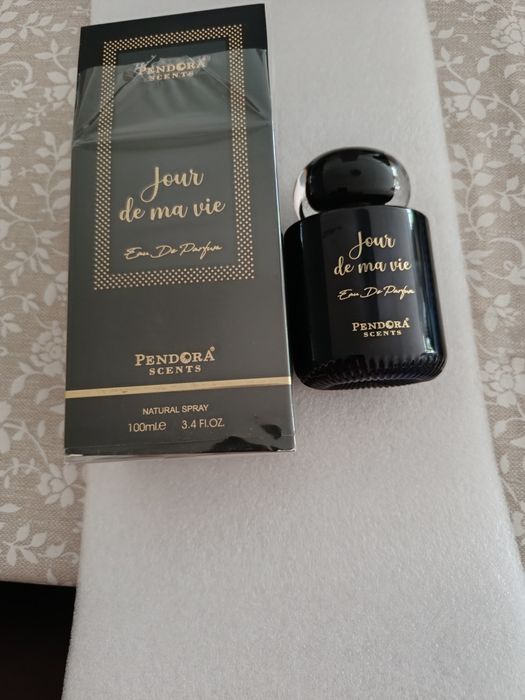 PENDORA
SCENTS
Jour
de ma vie
Eau De Parfum
PENDORA®
SCENTS
NATURAL SPRAY
100ml.e 3.4 Fl.OZ.
Jour
de ma vie
Eau De Parfum
PENDORA®
SCENTS